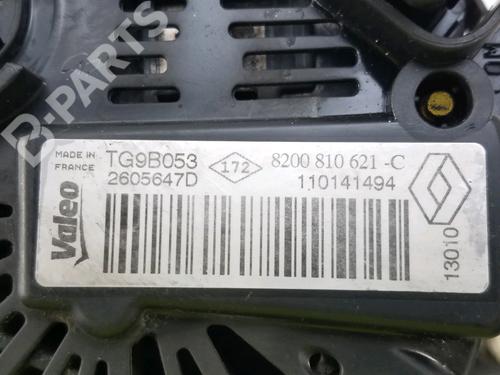 B-PARTS
MADE IN
FRANCE
TG9B053
2605647D
172
8200 810 621 -C
110141494
Valeo
13010